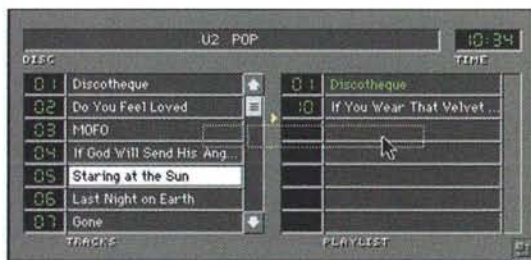 U2 POP
10:34
DISC
TIME
01 Discotheque
02 Do You Feel Loved
03 MOFO
04 If God Will Send His Ang...
05 Staring at the Sun
06 Last Night on Earth
07 Gone
TRACKS
01 Discotheque
10 If You Wear That Velvet ...
PLAYLIST